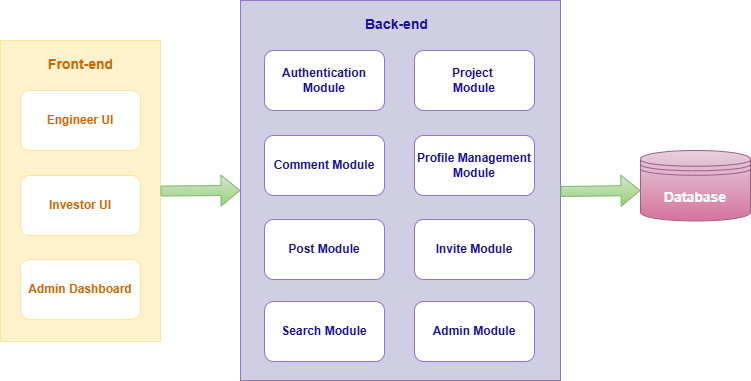 Front-end
Engineer UI
Investor UI
Admin Dashboard
Back-end
Authentication
Module
Project
Module
Comment Module
Profile Management
Module
Post Module
Invite Module
Search Module
Admin Module
Database